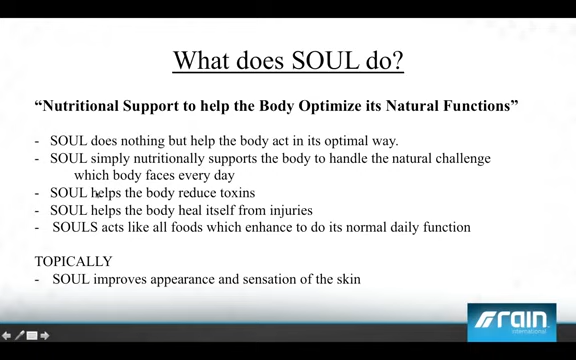 What does SOUL do?
“Nutritional Support to help the Body Optimize its Natural Functions”
- SOUL does nothing but help the body act in its optimal way.
- SOUL simply nutritionally supports the body to handle the natural challenge
which body faces every day
- SOUL helps the body reduce toxins
- SOUL helps the body heal itself from injuries
- SOULS acts like all foods which enhance to do its normal daily function
TOPICALLY
- SOUL improves appearance and sensation of the skin
rain
international